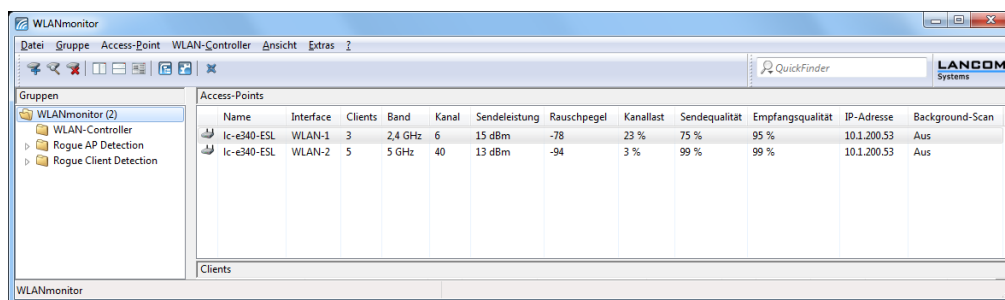 WLANmonitor
Datei Gruppe Access-Point WLAN-Controller Ansicht Extras ?
QuickFinder
LANCOM
Systems
Gruppen
WLANmonitor (2)
WLAN-Controller
Rogue AP Detection
Rogue Client Detection
Access-Points
Name Interface Clients Band Kanal Sendeleistung Rauschpegel Kanallast Sendequalität Empfangsqualität IP-Adresse Background-Scan
lc-e340-ESL WLAN-1 3 2,4 GHz 6 15 dBm -78 23 % 75 % 95 % 10.1.200.53 Aus
lc-e340-ESL WLAN-2 5 5 GHz 40 13 dBm -94 3 % 99 % 99 % 10.1.200.53 Aus
Clients
WLANmonitor